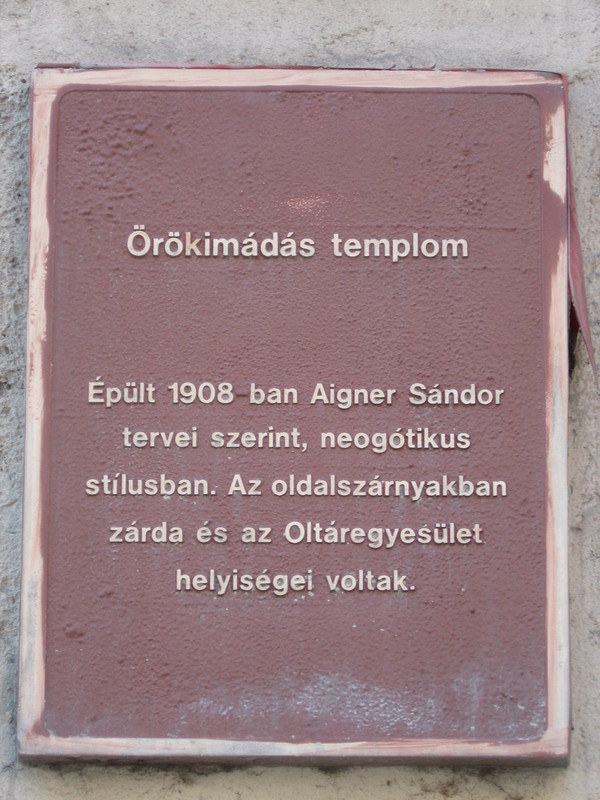 Örökimádás templom
Épült 1908-ban Aigner Sándor
tervei szerint, neogótikus
stílusban. Az oldalszárnyakban
zárda és az Oltáregyesület
helyiségei voltak.